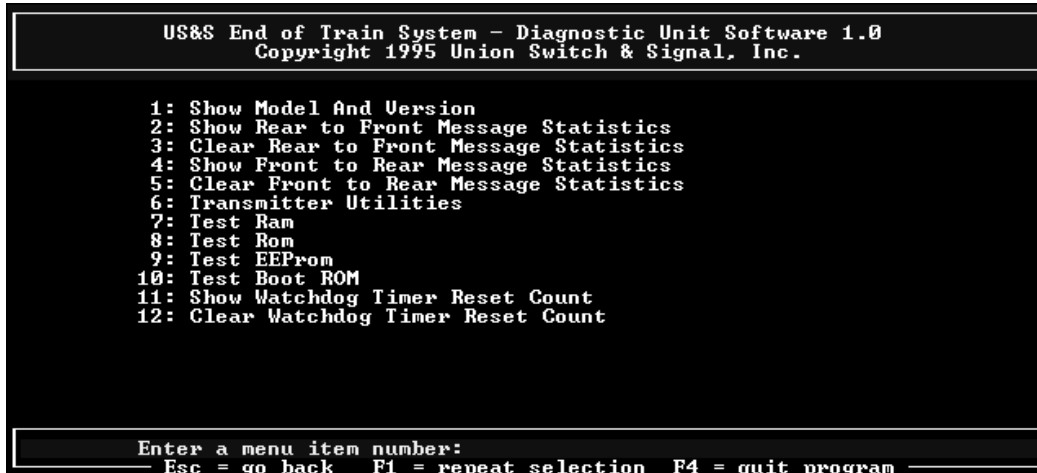 US&S End of Train System - Diagnostic Unit Software 1.0
Copyright 1995 Union Switch & Signal, Inc.
1: Show Model And Version
2: Show Rear to Front Message Statistics
3: Clear Rear to Front Message Statistics
4: Show Front to Rear Message Statistics
5: Clear Front to Rear Message Statistics
6: Transmitter Utilities
7: Test Ram
8: Test Rom
9: Test EEProm
10: Test Boot ROM
11: Show Watchdog Timer Reset Count
12: Clear Watchdog Timer Reset Count
Enter a menu item number:
Esc = go back F1 = repeat selection F4 = quit program